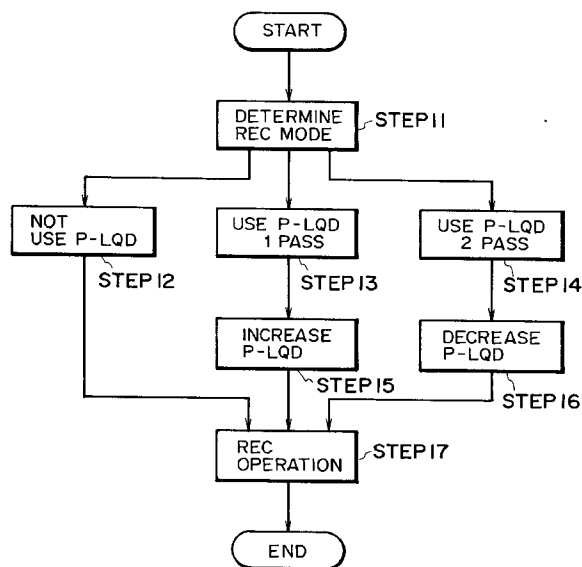 START
DETERMINE
REC MODE
STEP11
NOT
USE P-LQD
STEP12
USE P-LQD
1 PASS
STEP13
USE P-LQD
2 PASS
STEP14
INCREASE
P-LQD
STEP15
DECREASE
P-LQD
STEP16
REC
OPERATION
STEP17
END